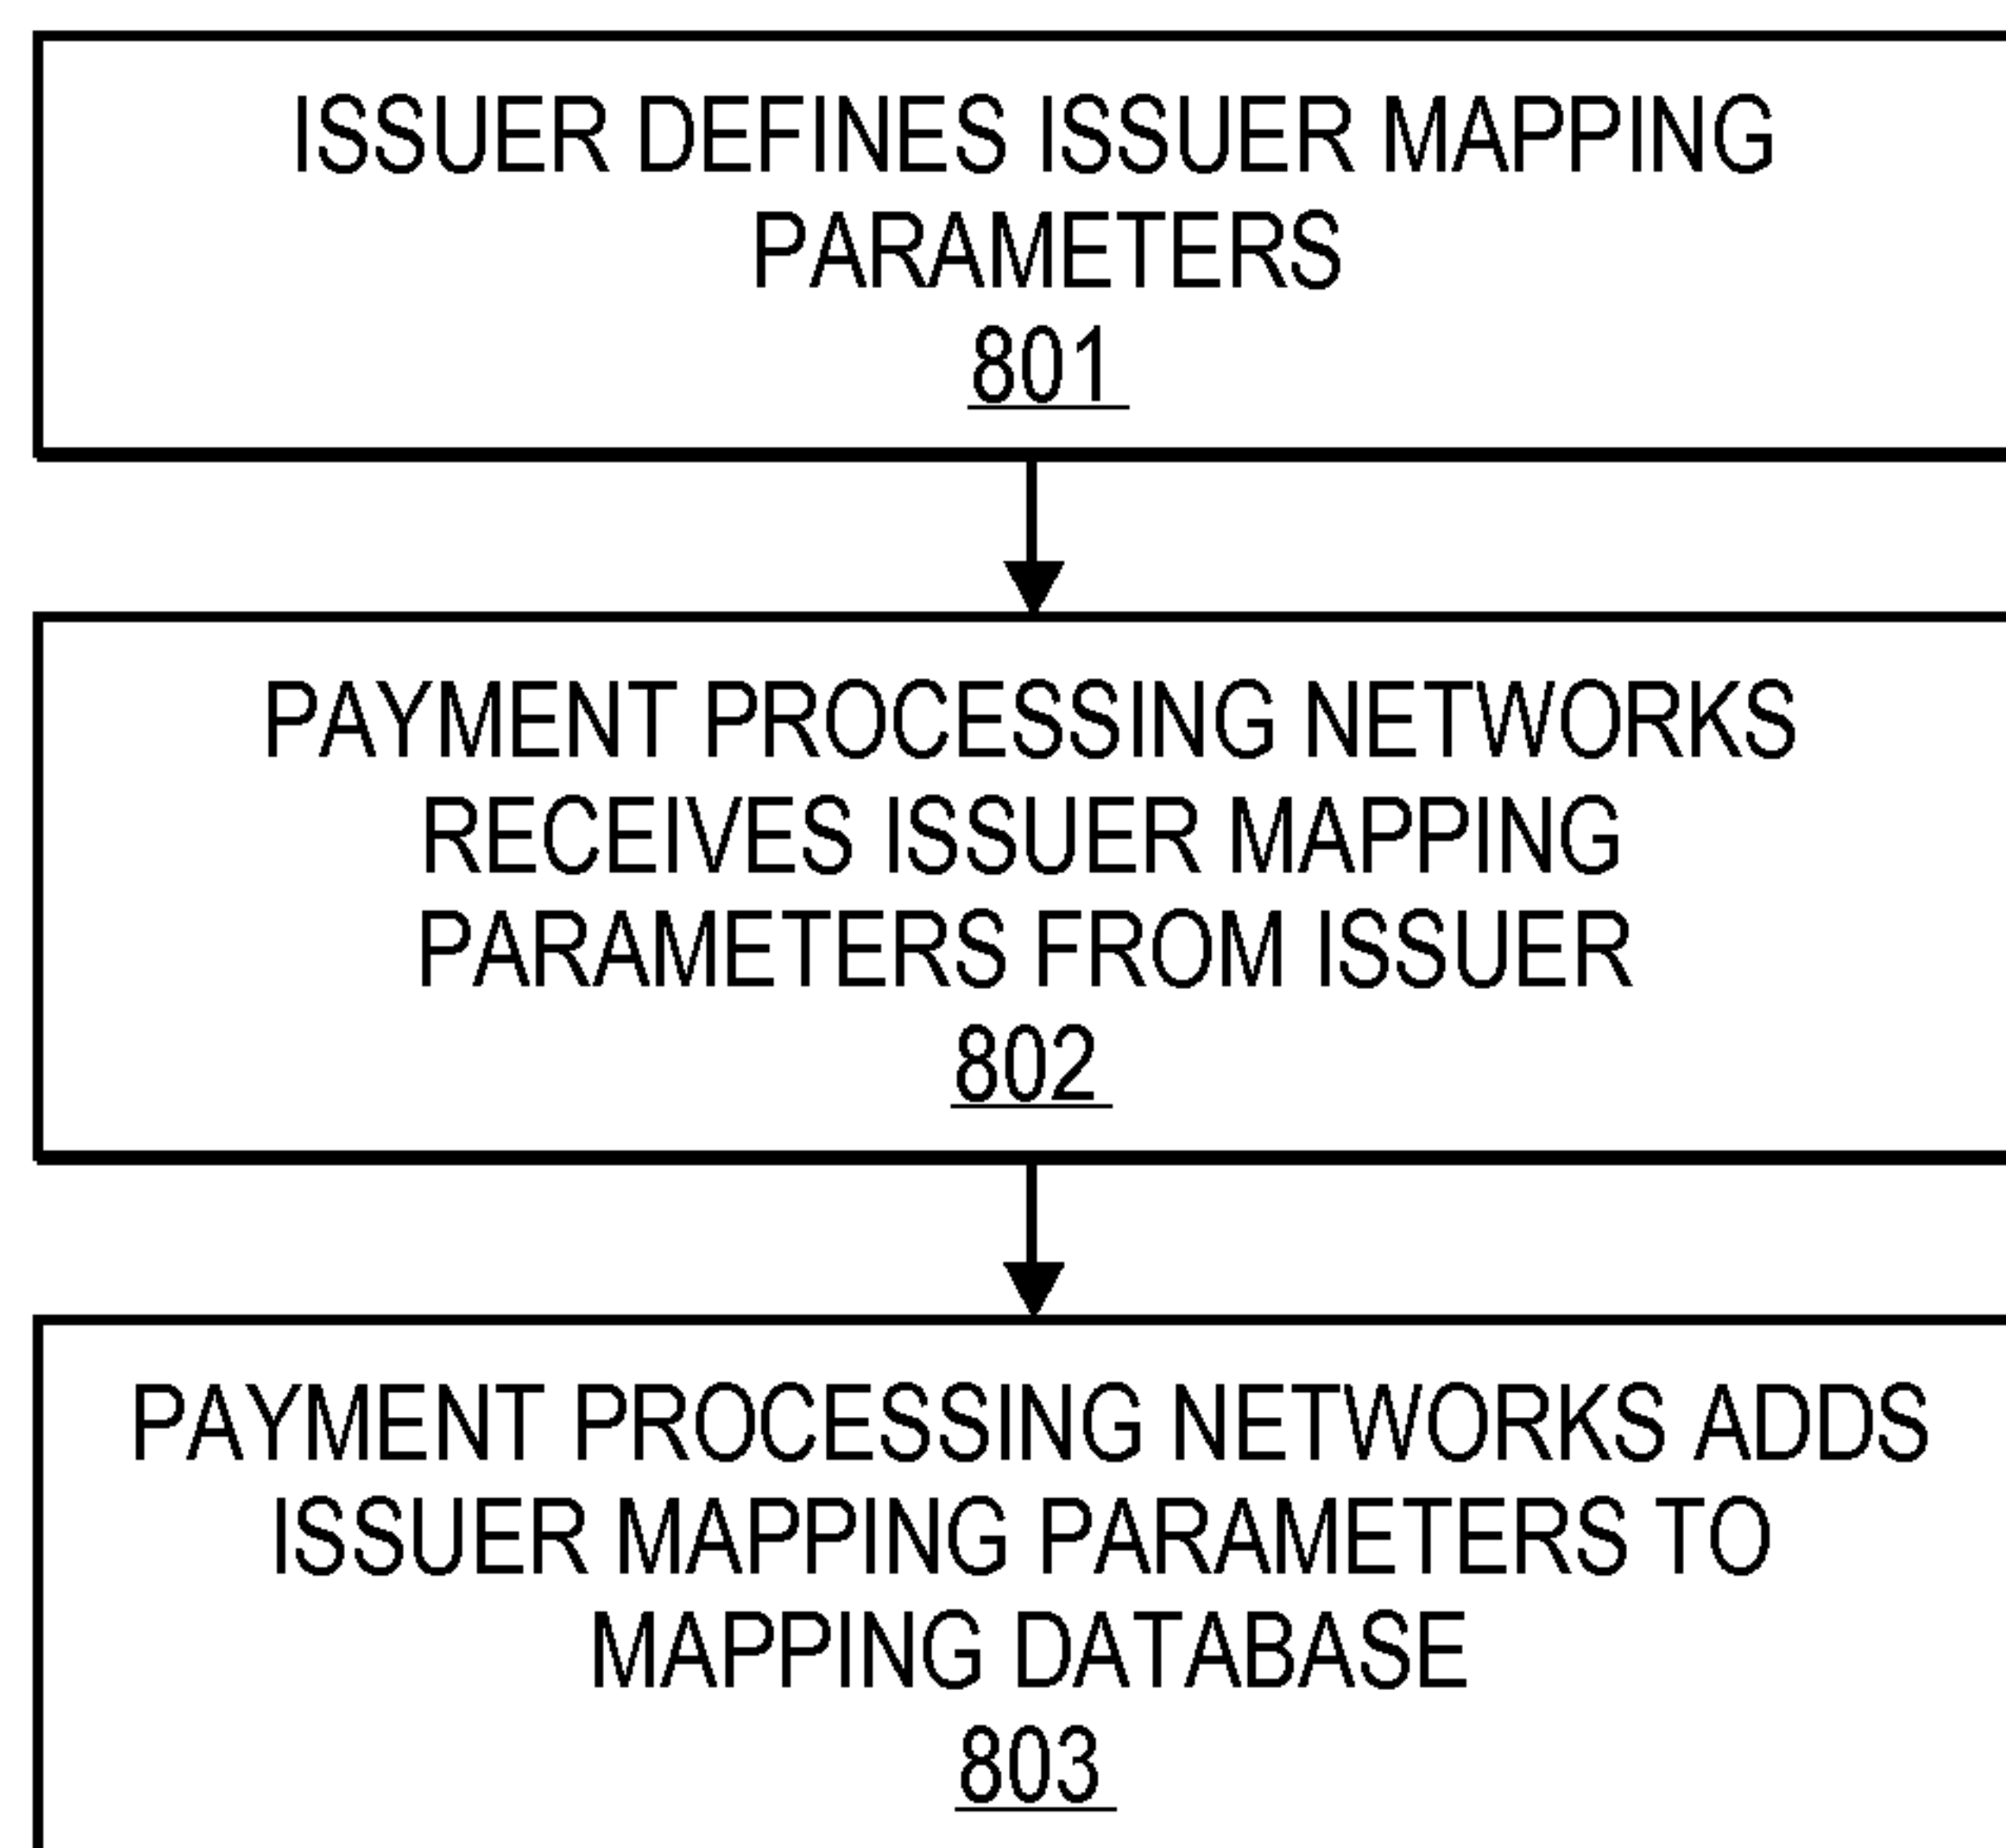 ISSUER DEFINES ISSUER MAPPING
PARAMETERS
801
PAYMENT PROCESSING NETWORKS
RECEIVES ISSUER MAPPING
PARAMETERS FROM ISSUER
802
PAYMENT PROCESSING NETWORKS ADDS
ISSUER MAPPING PARAMETERS TO
MAPPING DATABASE
803